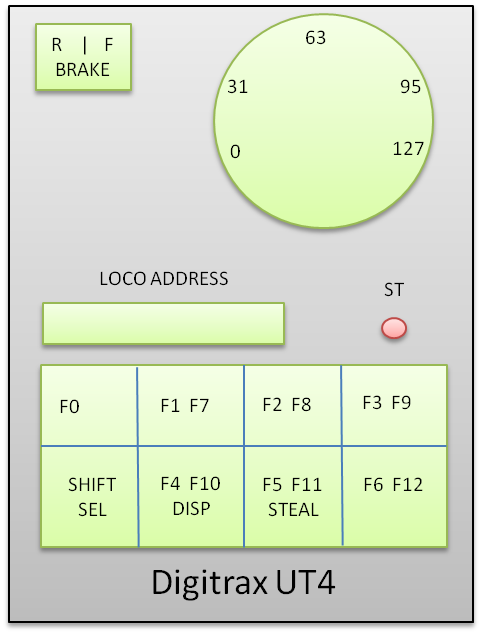 R | F
BRAKE
63
31
95
0
127
LOCO ADDRESS
ST
F0
F1 F7
F2 F8
F3 F9
SHIFT
SEL
F4 F10
DISP
F5 F11
STEAL
F6 F12
Digitrax UT4